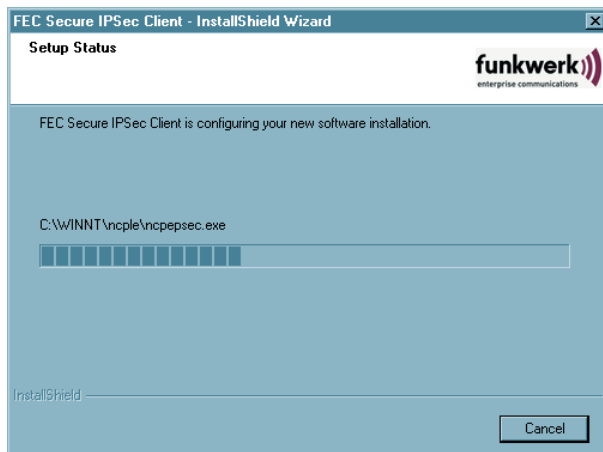 FEC Secure IPSec Client - InstallShield Wizard
Setup Status
funkwerk
enterprise communications
FEC Secure IPSec Client is configuring your new software installation.
C:\WINNT\ncple\ncpepsec.exe
InstallShield
Cancel